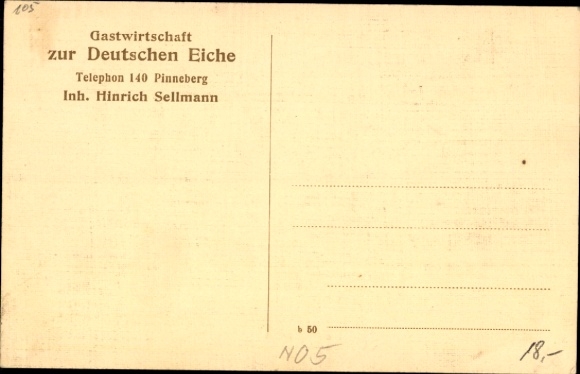 105
Gastwirtschaft
zur Deutschen Eiche
Telephon 140 Pinneberg
Inh. Hinrich Sellmann
b 50
NO5
18,-